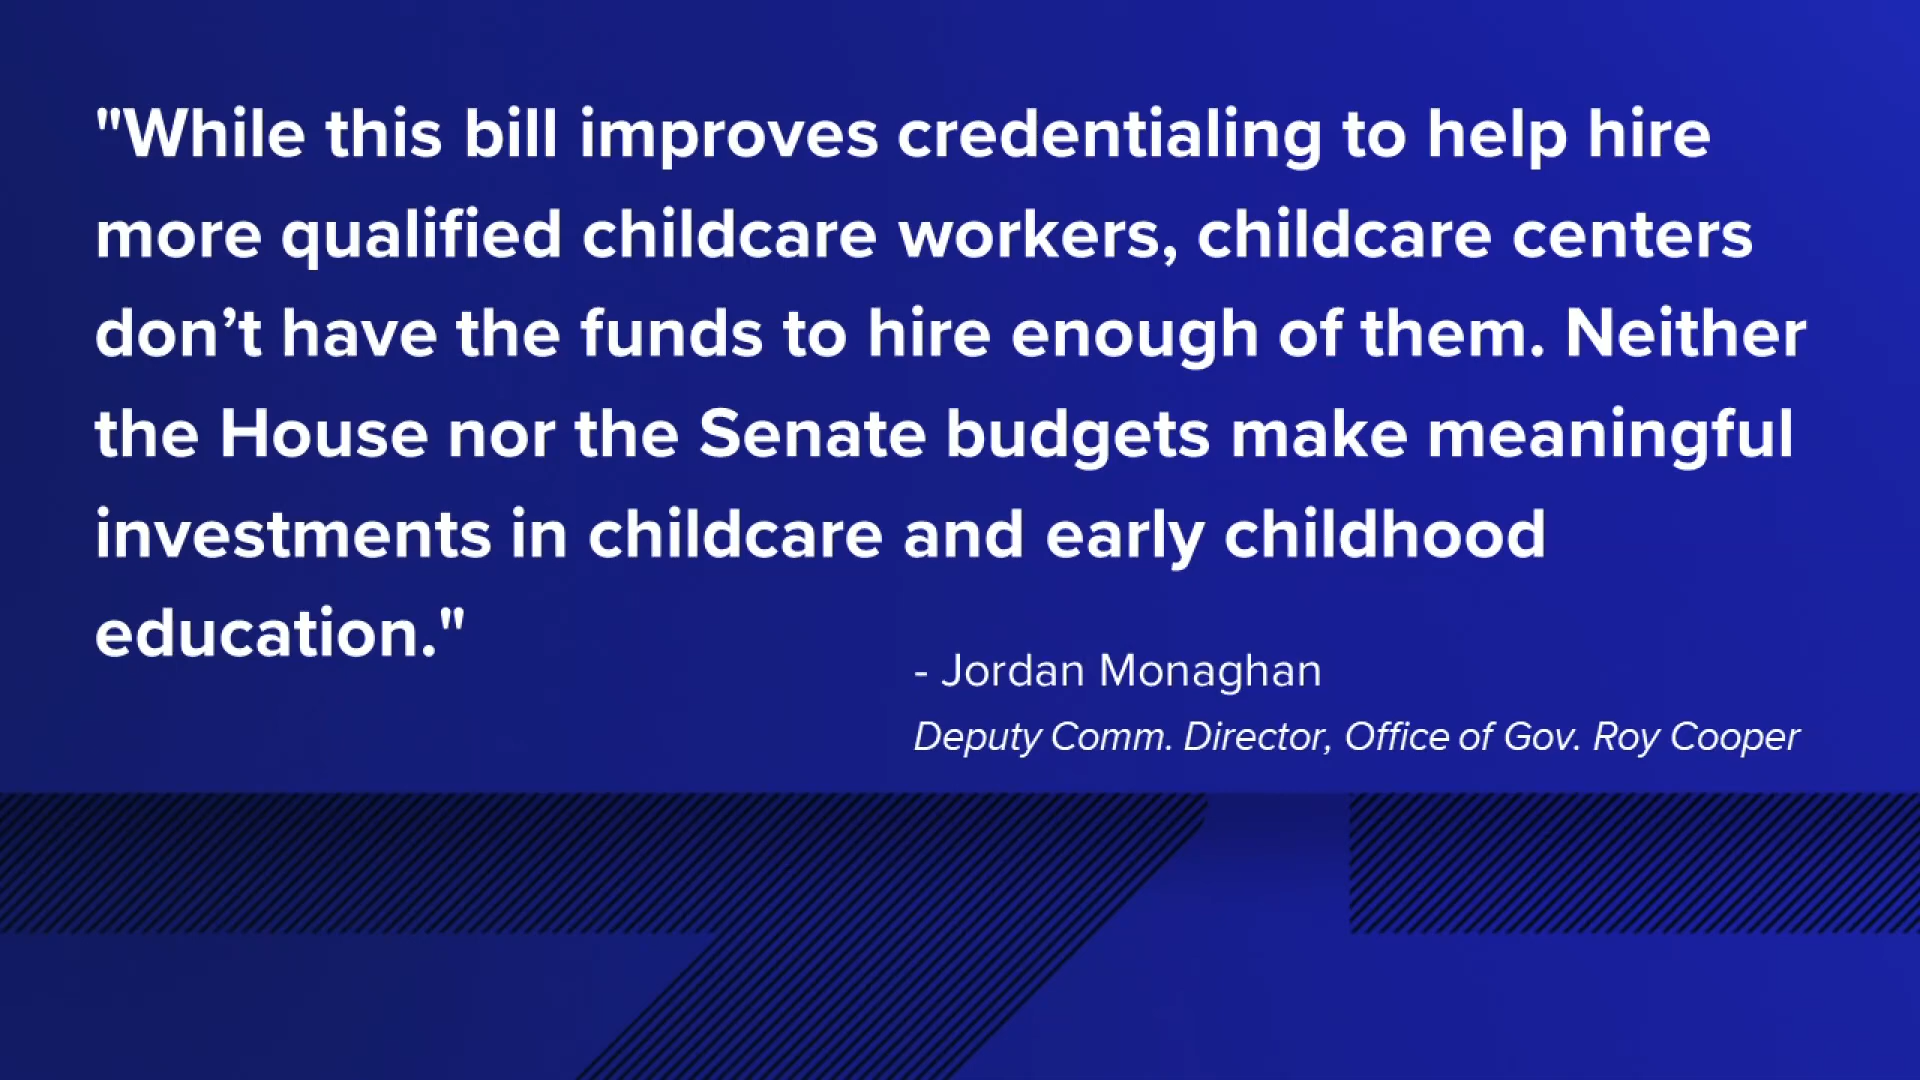 "While this bill improves credentialing to help hire
more qualified childcare workers, childcare centers
don’t have the funds to hire enough of them. Neither
the House nor the Senate budgets make meaningful
investments in childcare and early childhood
education."
- Jordan Monaghan
Deputy Comm. Director, Office of Gov. Roy Cooper